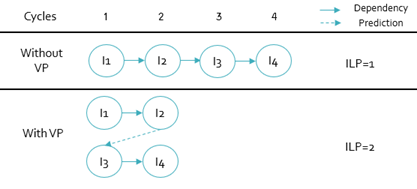 Cycles 1 2 3 4 Dependency
Prediction
Without
VP
I1 I2 I3 I4 ILP=1
I1 I2
With VP ILP=2
I3 I4